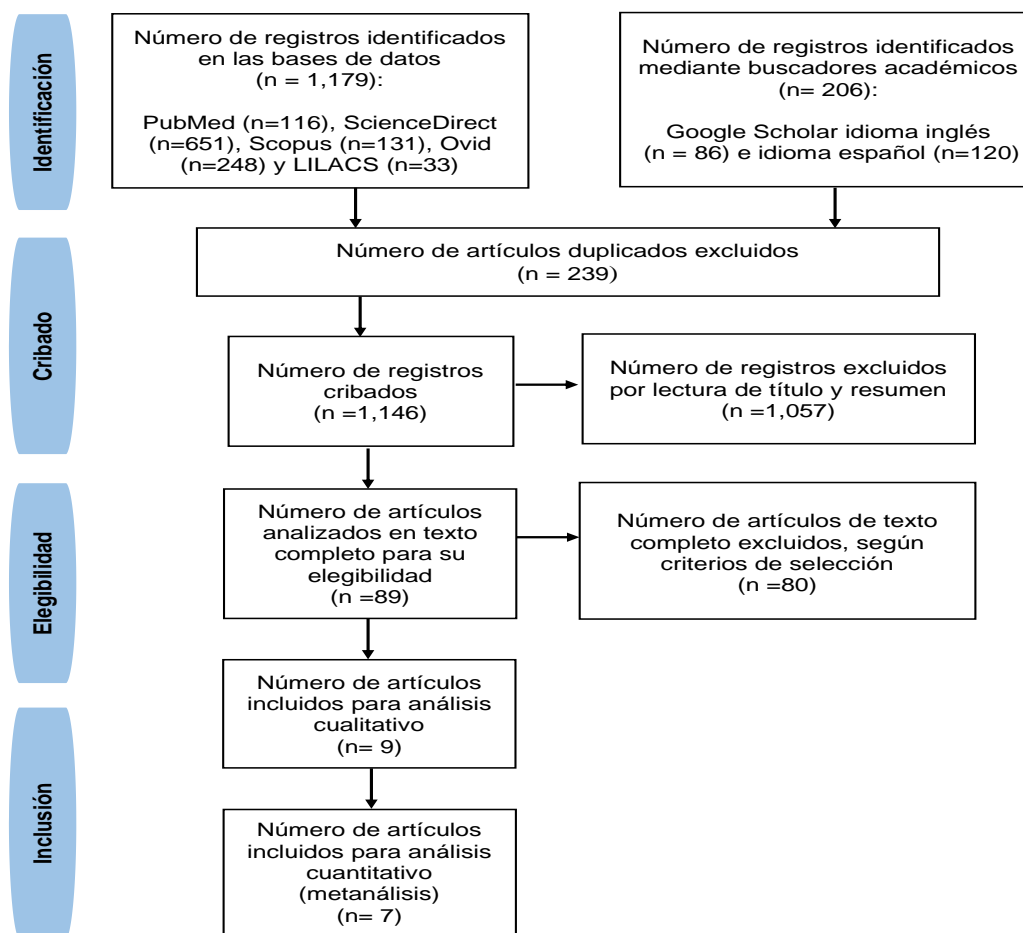 Identificación
Número de registros identificados
en las bases de datos
(n = 1,179):
PubMed (n=116), ScienceDirect
(n=651), Scopus (n=131), Ovid
(n=248) y LILACS (n=33)
Número de registros identificados
mediante buscadores académicos
(n= 206):
Google Scholar idioma inglés
(n = 86) e idioma español (n=120)
Cribado
Número de artículos duplicados excluidos
(n = 239)
Número de registros
cribados
(n =1,146)
Número de registros excluidos
por lectura de título y resumen
(n =1,057)
Elegibilidad
Número de artículos
analizados en texto
completo para su
elegibilidad
(n =89)
Número de artículos de texto
completo excluidos, según
criterios de selección
(n =80)
Inclusión
Número de artículos
incluidos para análisis
cualitativo
(n= 9)
Número de artículos
incluidos para análisis
cuantitativo
(metanálisis)
(n= 7)